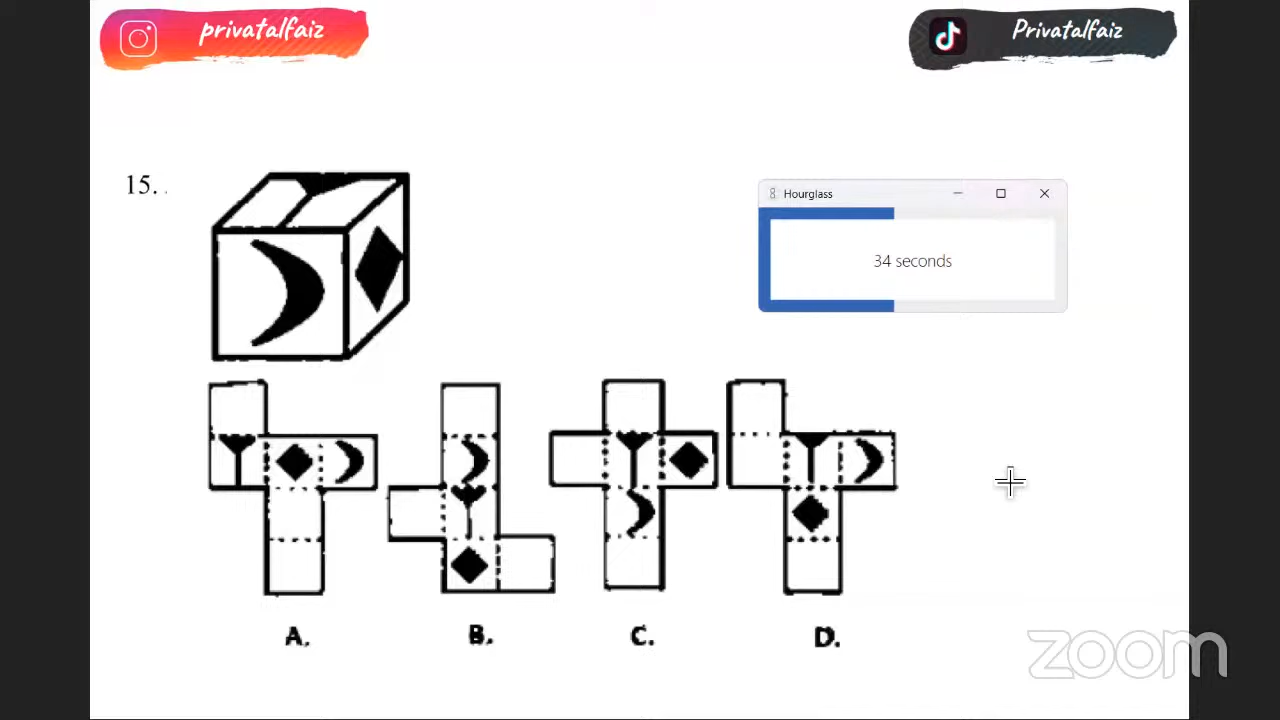 privatalfaiz
Privatalfaiz
15.
Hourglass
34 seconds
A.
B.
C.
D.
zoom